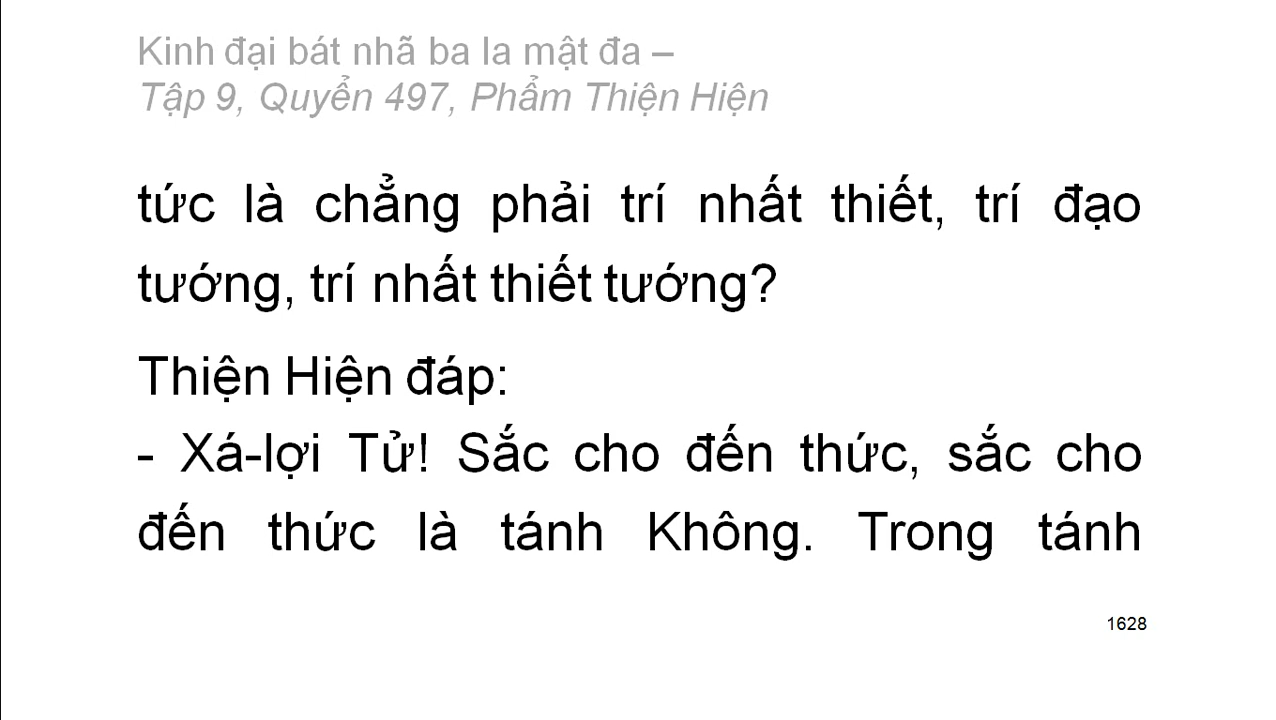 Kinh đại bát nhã ba la mật đa –
Tập 9, Quyển 497, Phẩm Thiện Hiện
tức là chẳng phải trí nhất thiết, trí đạo
tướng, trí nhất thiết tướng?
Thiện Hiện đáp:
- Xá-lợi Tử! Sắc cho đến thức, sắc cho
đến thức là tánh Không. Trong tánh
1628